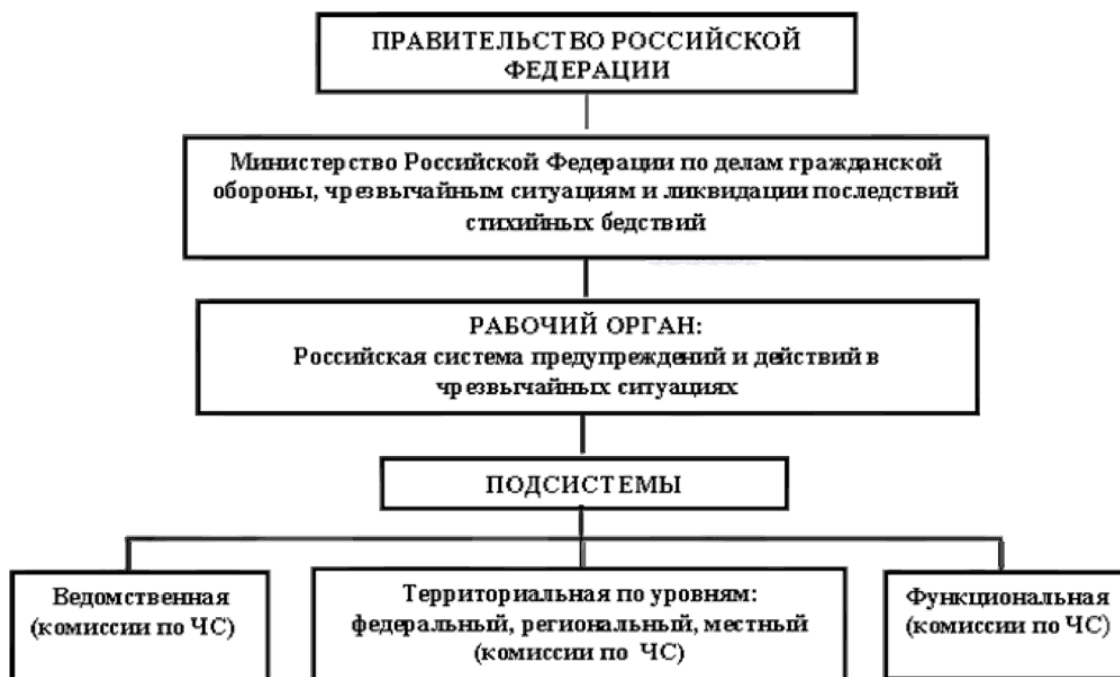 ПРАВИТЕЛЬСТВО РОССИЙСКОЙ
ФЕДЕРАЦИИ
Министерство Российской Федерации по делам гражданской
обороны, чрезвычайным ситуациям и ликвидации последствий
стихийных бедствий
РАБОЧИЙ ОРГАН:
Российская система предупреждений и действий в
чрезвычайных ситуациях
ПОДСИСТЕМЫ
Ведомственная
(комиссии по ЧС)
Территориальная по уровням:
федеральный, региональный, местный
(комиссии по ЧС)
Функциональная
(комиссии по ЧС)